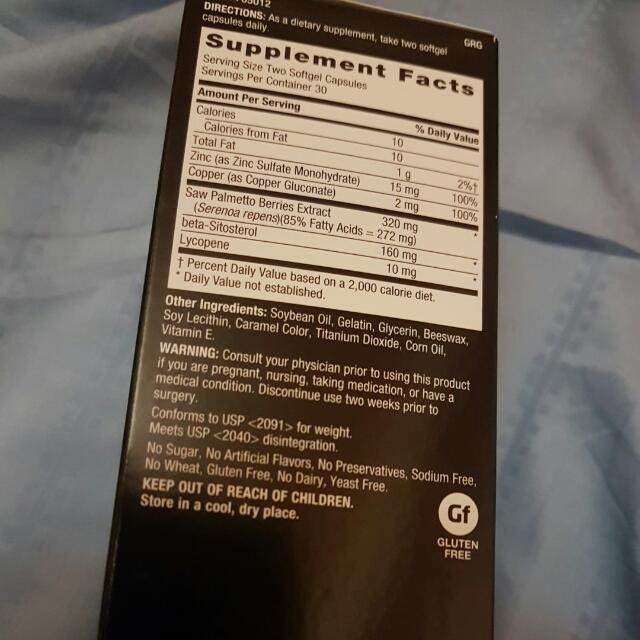 DIRECTIONS: As a dietary supplement, take two softgel
capsules daily.
GRG
Supplement Facts
Serving Size Two Softgel Capsules
Servings Per Container 30
Amount Per Serving
% Daily Value
Calories 10
Calories from Fat 10
Total Fat 1 g 2%†
Zinc (as Zinc Sulfate Monohydrate) 15 mg 100%
Copper (as Copper Gluconate) 2 mg 100%
Saw Palmetto Berries Extract 320 mg *
(Serenoa repens)(85% Fatty Acids = 272 mg)
beta-Sitosterol 160 mg *
Lycopene 10 mg *
† Percent Daily Value based on a 2,000 calorie diet.
* Daily Value not established.
Other Ingredients: Soybean Oil, Gelatin, Glycerin, Beeswax,
Soy Lecithin, Caramel Color, Titanium Dioxide, Corn Oil,
Vitamin E.
WARNING: Consult your physician prior to using this product
if you are pregnant, nursing, taking medication, or have a
medical condition. Discontinue use two weeks prior to
surgery.
Conforms to USP <2091> for weight.
Meets USP <2040> disintegration.
No Sugar, No Artificial Flavors, No Preservatives, Sodium Free,
No Wheat, Gluten Free, No Dairy, Yeast Free.
KEEP OUT OF REACH OF CHILDREN.
Store in a cool, dry place.
Gf
GLUTEN
FREE